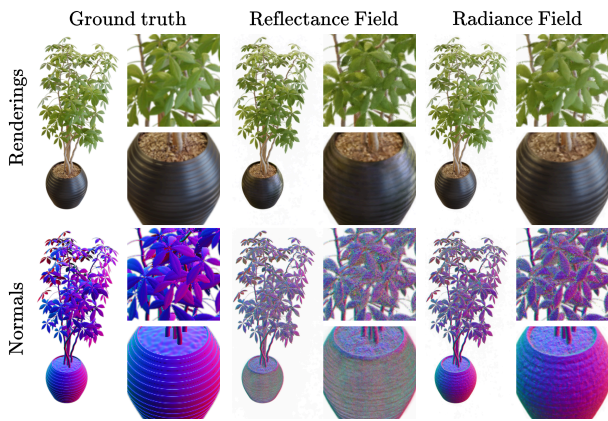 Ground truth
Reflectance Field
Radiance Field
Renderings
Normals